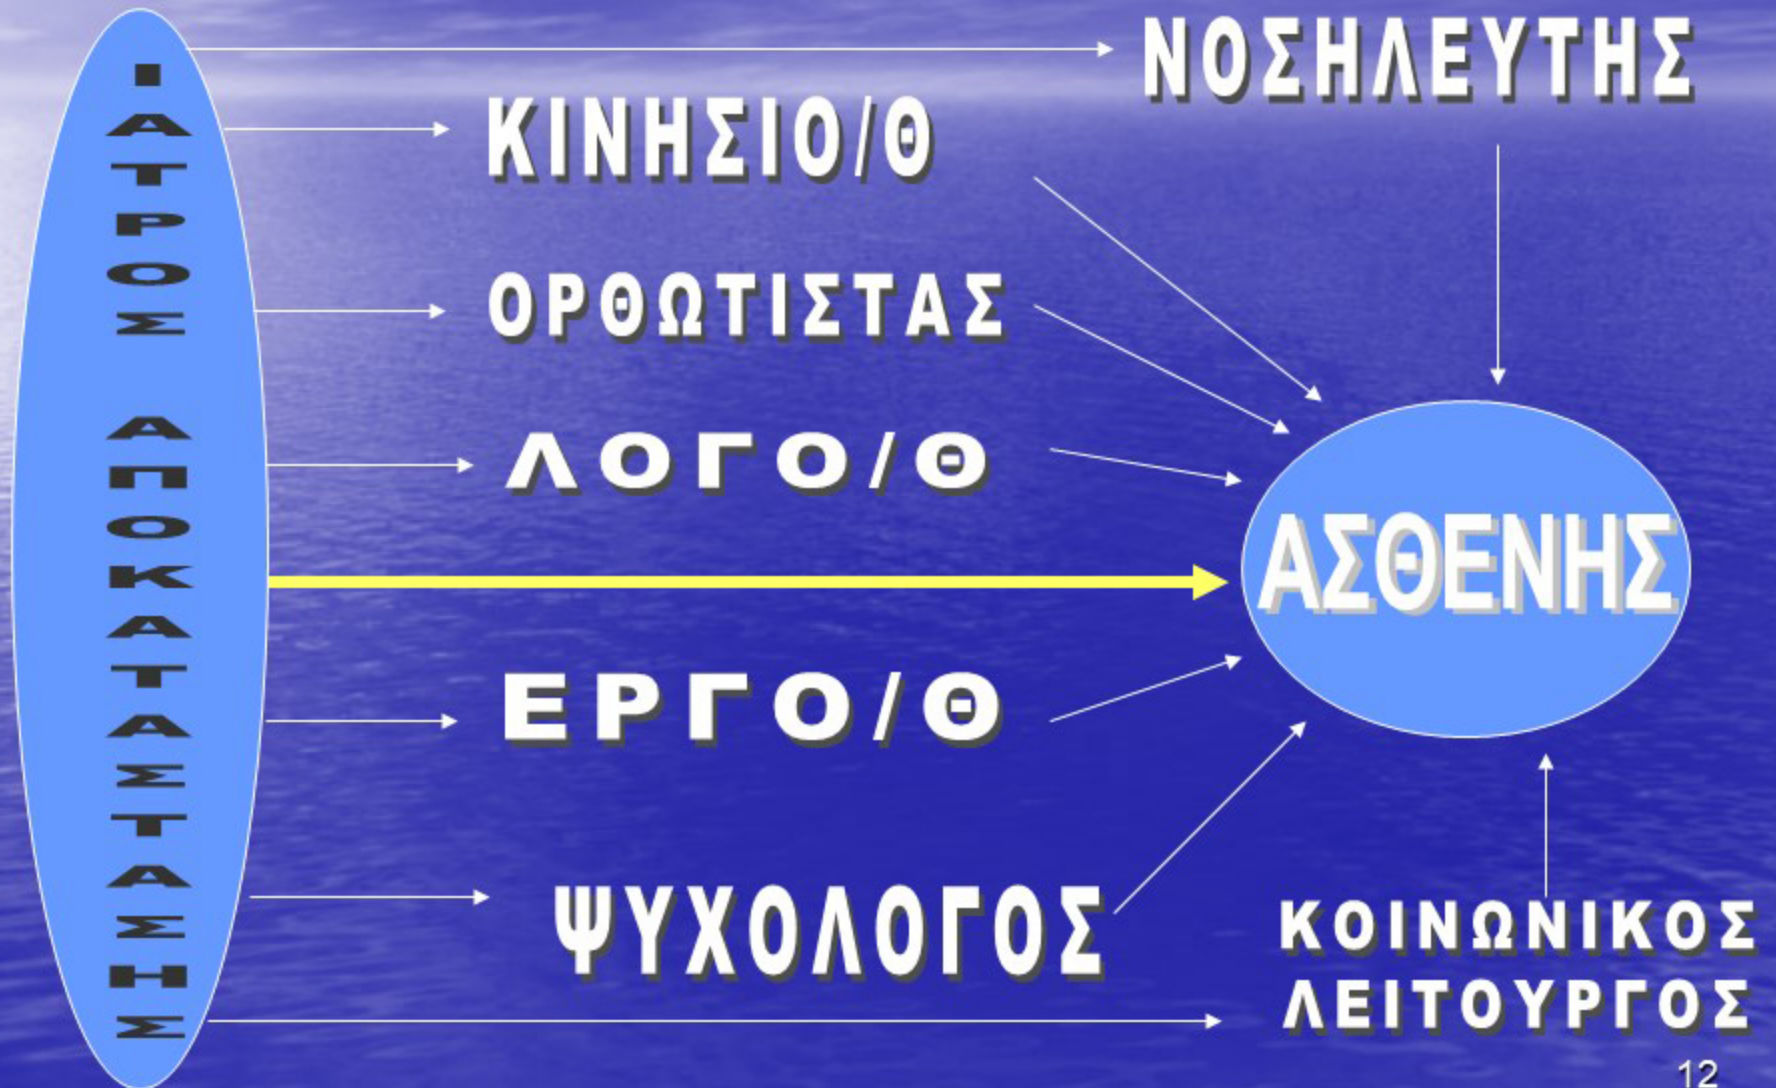 ΙΑΤΡΟΣ ΑΠΟΚΑΤΑΣΤΑΣΗΣ
ΝΟΣΗΛΕΥΤΗΣ
ΚΙΝΗΣΙΟ/Θ
ΟΡΘΩΤΙΣΤΑΣ
ΛΟΓΟ/Θ
ΑΣΘΕΝΗΣ
ΕΡΓΟ/Θ
ΨΥΧΟΛΟΓΟΣ
ΚΟΙΝΩΝΙΚΟΣ
ΛΕΙΤΟΥΡΓΟΣ
12